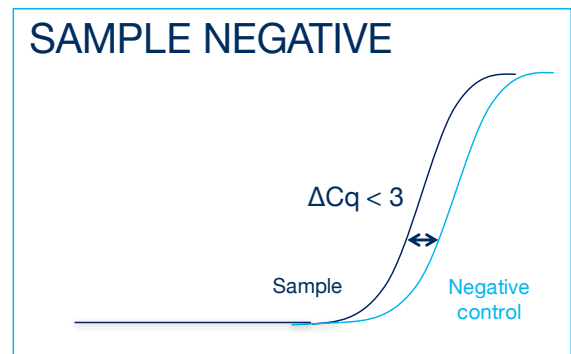 SAMPLE NEGATIVE
ΔCq < 3
Sample
Negative
control